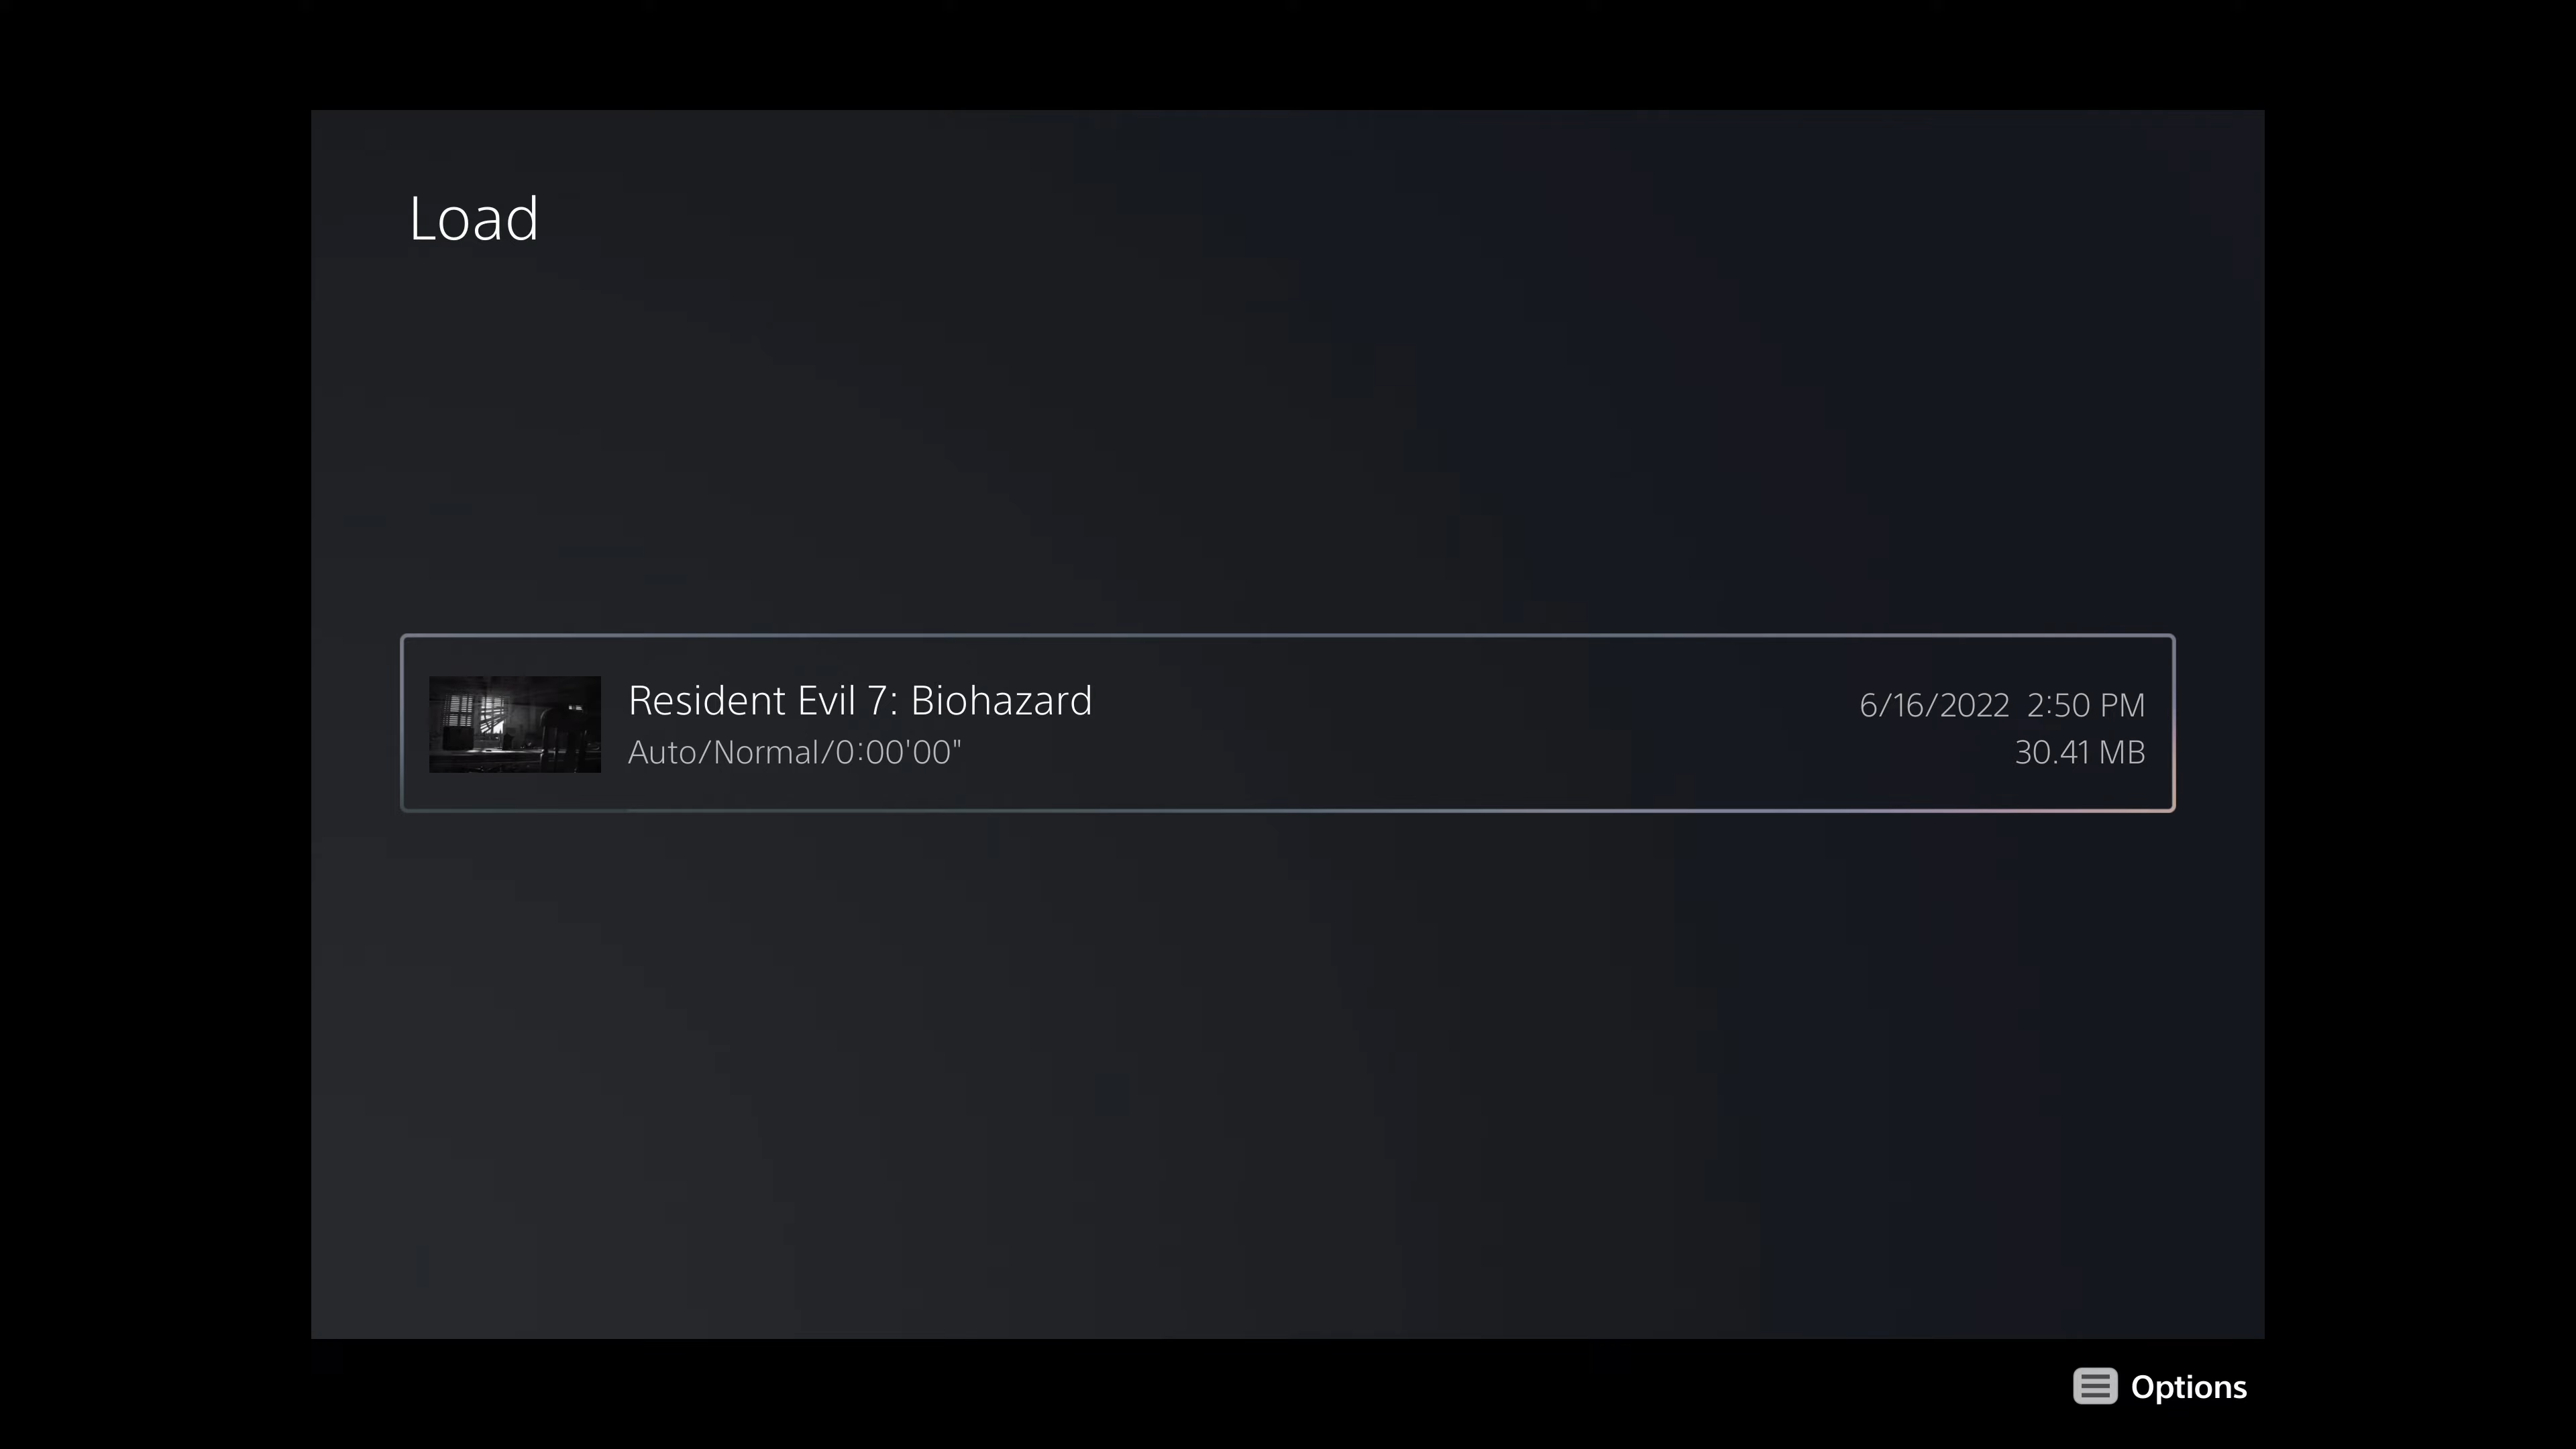 Load
Resident Evil 7: Biohazard
6/16/2022 2:50 PM
Auto/Normal/0:00'00"
30.41 MB
Options